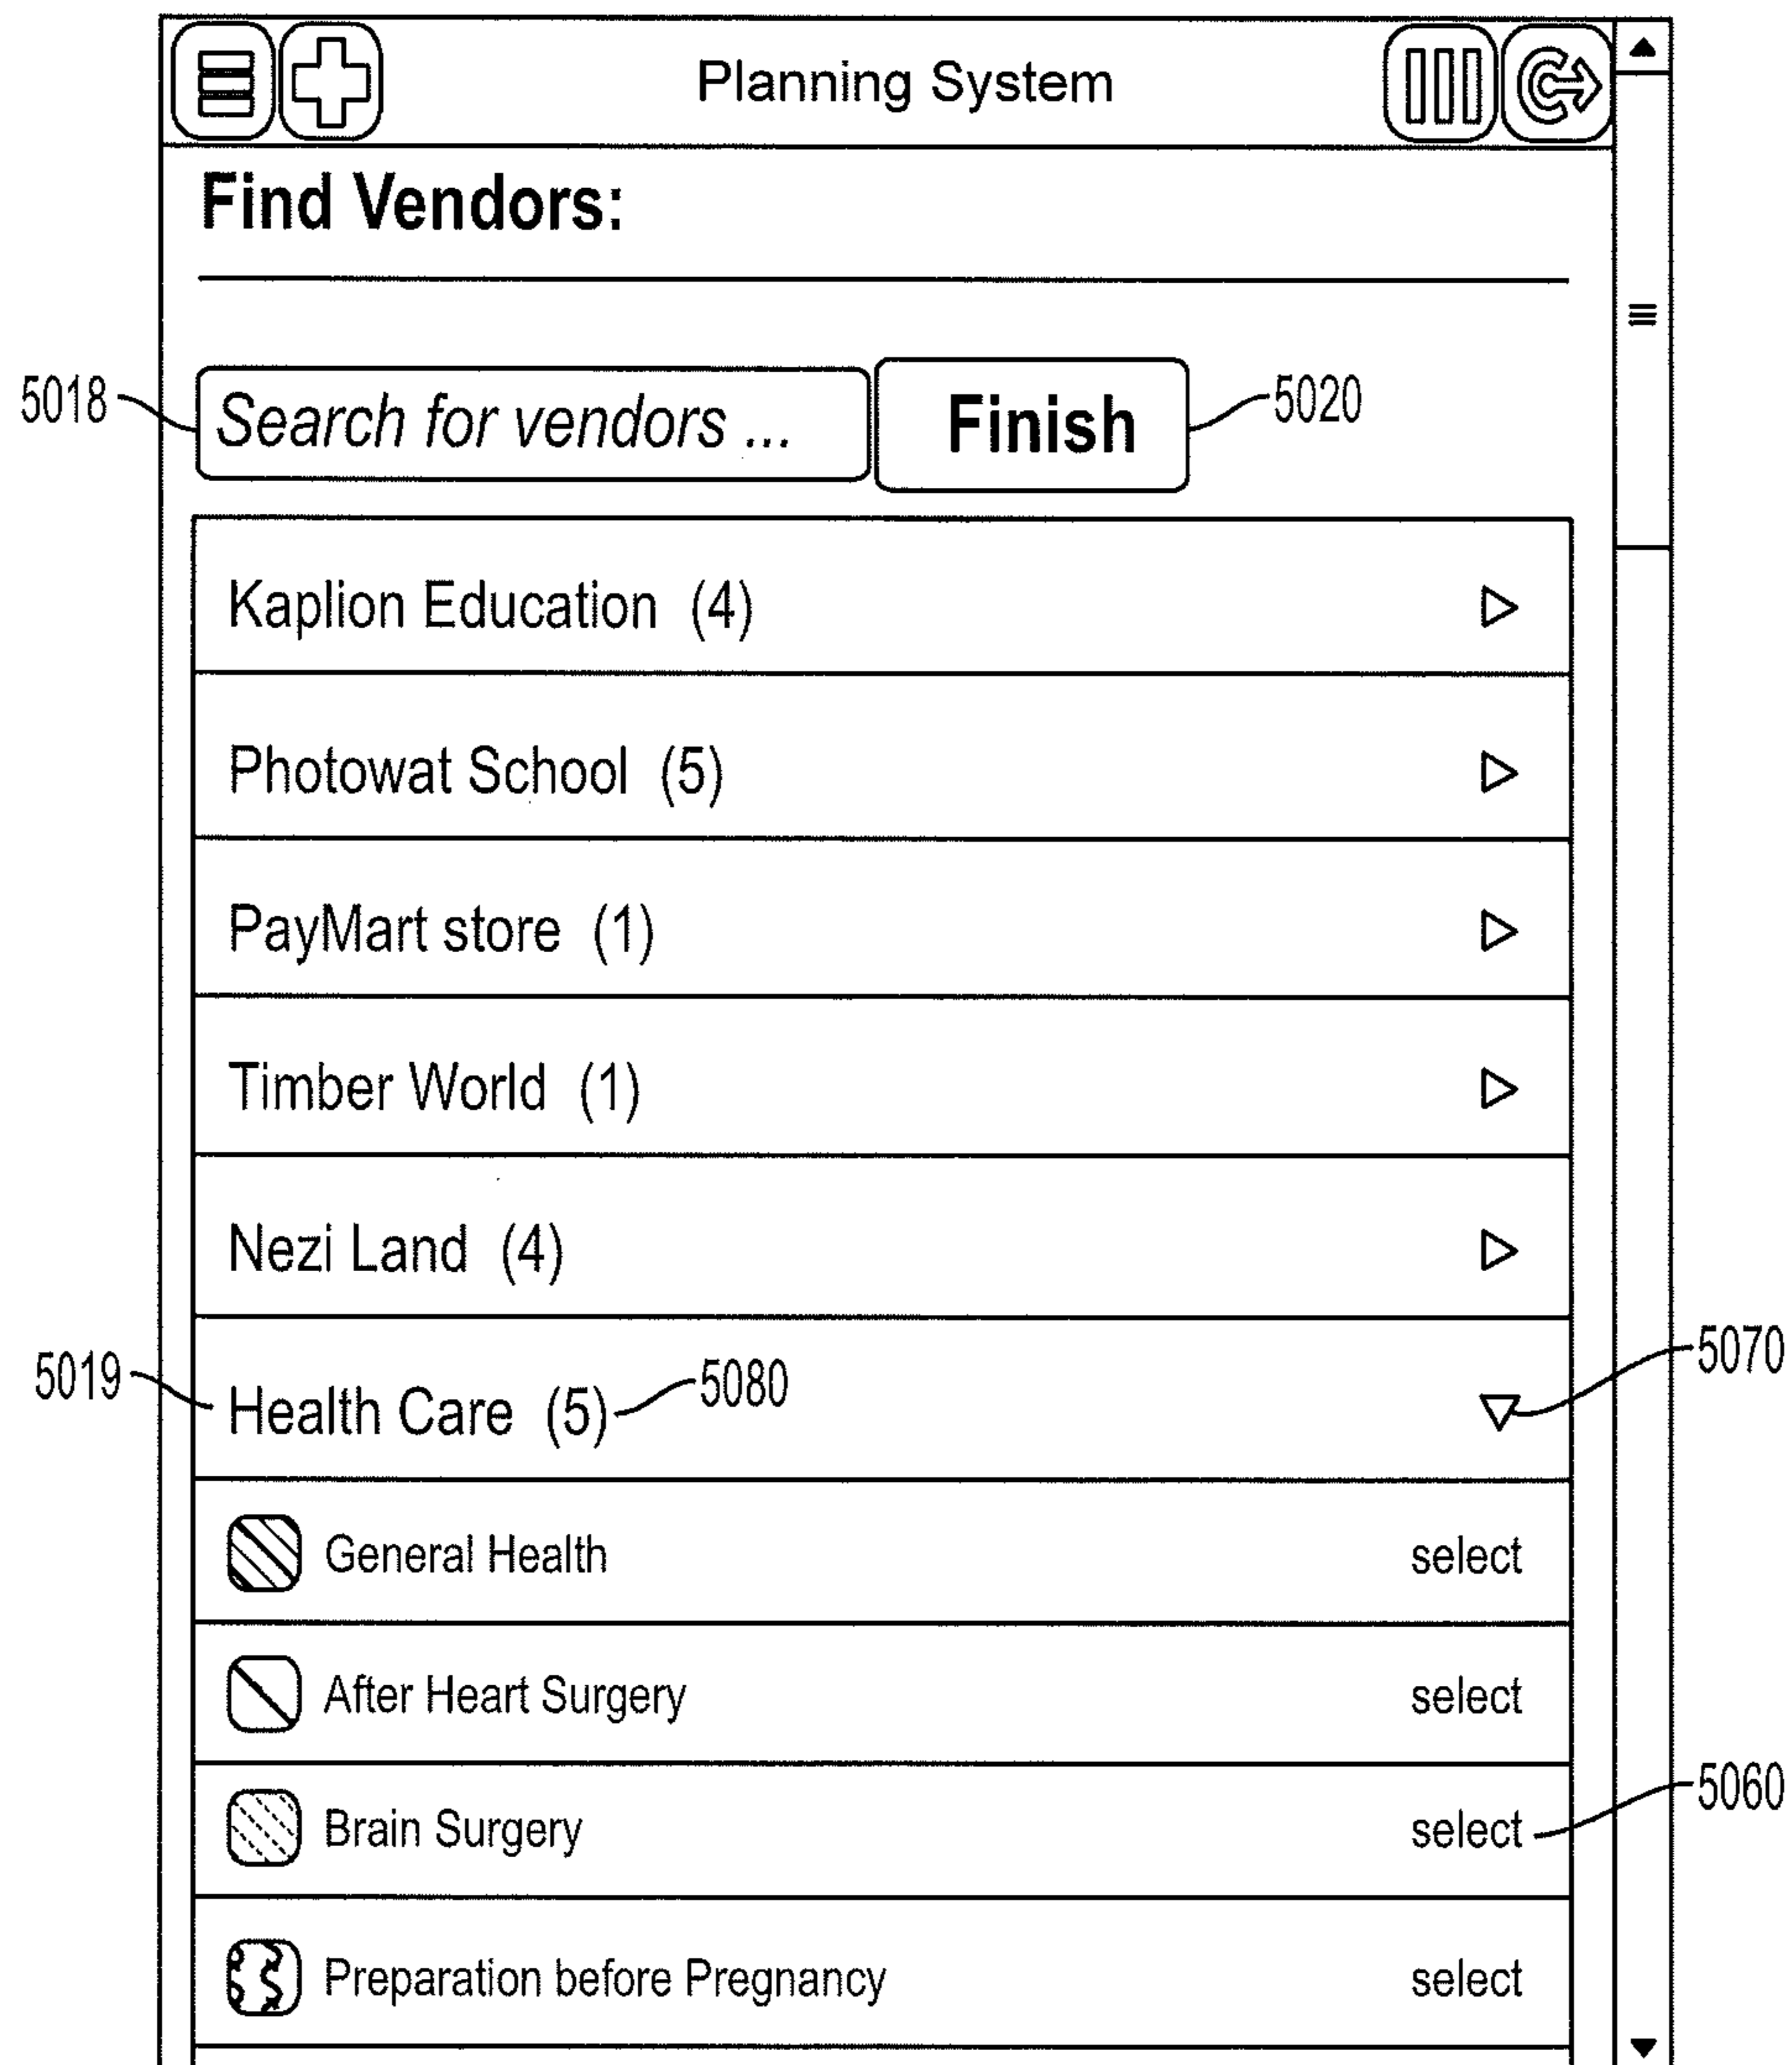 Planning System
Find Vendors:
5018
Search for vendors ...
Finish
5020
Kaplion Education (4)
Photowat School (5)
PayMart store (1)
Timber World (1)
Nezi Land (4)
5019
Health Care (5)
5080
5070
General Health select
After Heart Surgery select
Brain Surgery select
5060
Preparation before Pregnancy select